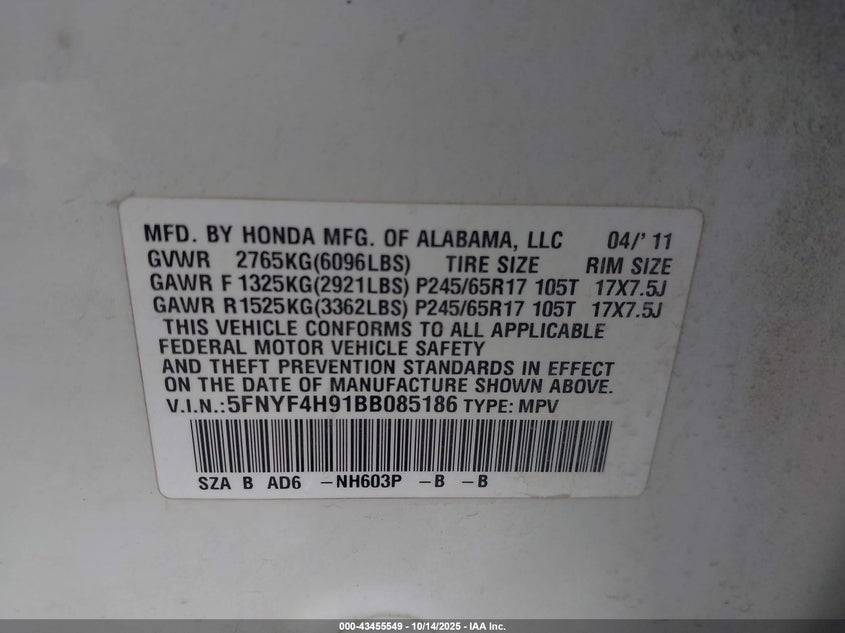 MFD. BY HONDA MFG. OF ALABAMA, LLC 04/' 11
GVWR 2765KG(6096LBS) TIRE SIZE RIM SIZE
GAWR F 1325KG(2921LBS) P245/65R17 105T 17X7.5J
GAWR R 1525KG(3362LBS) P245/65R17 105T 17X7.5J
THIS VEHICLE CONFORMS TO ALL APPLICABLE
FEDERAL MOTOR VEHICLE SAFETY
AND THEFT PREVENTION STANDARDS IN EFFECT
ON THE DATE OF MANUFACTURE SHOWN ABOVE.
V.I.N.:5FNYF4H91BB085186 TYPE: MPV
SZA B AD6 -NH603P -B -B
000-43455549 - 10/14/2025 - IAA Inc.